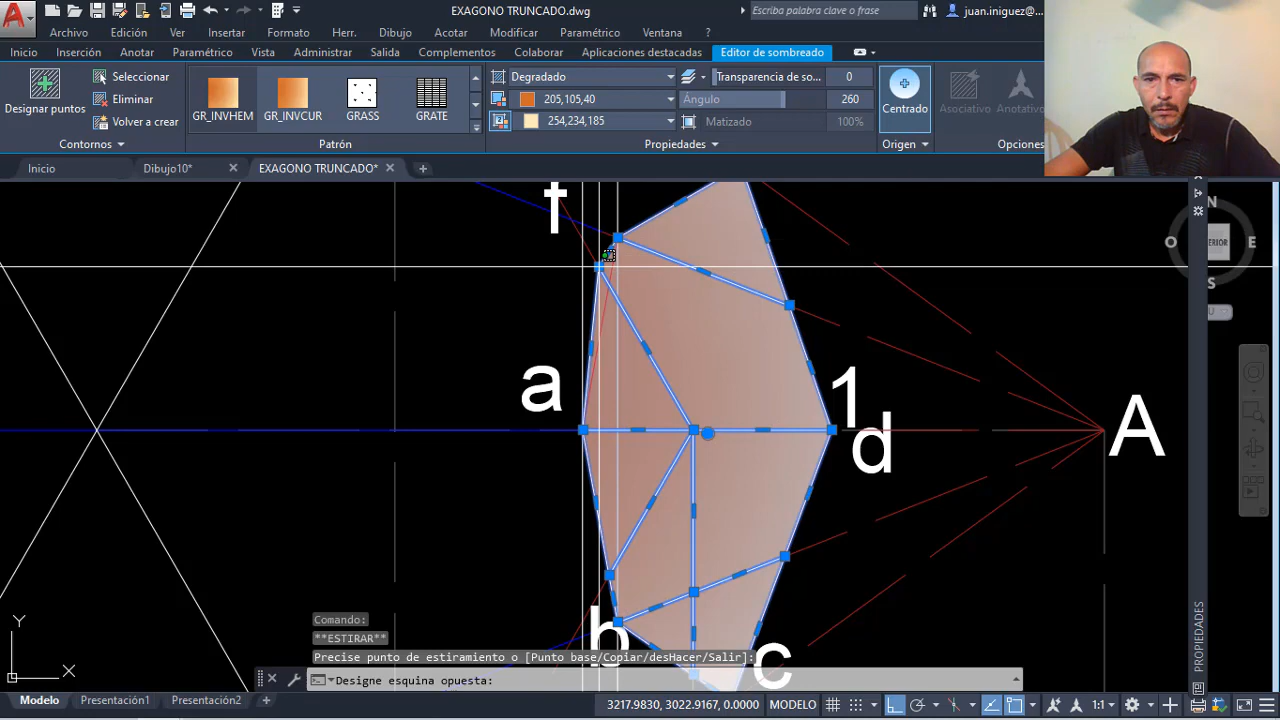 EXAGONO TRUNCADO.dwg
Escriba palabra clave o frase
juan.iniguez@...
Archivo Edición Ver Insertar Formato Herr. Dibujo Acotar Modificar Paramétrico Ventana ?
Inicio Inserción Anotar Paramétrico Vista Administrar Salida Complementos Colaborar Aplicaciones destacadas Editor de sombreado
Designar puntos
Seleccionar
Eliminar
Volver a crear
GR_INVHEM GR_INVCUR GRASS GRATE
Degradado
205,105,40
254,234,185
Transparencia de so... 0
Ángulo 260
Matizado 100%
Centrado
Asociativo
Anotativo
Contornos Patrón Propiedades Origen Opciones
Inicio Dibujo10* EXAGONO TRUNCADO*
N
O
ERIOR
E
S
U
f
a
1
d
A
b
c
Y
X
Comando:
**ESTIRAR**
Precise punto de estiramiento o [Punto base/Copiar/desHacer/Salir]:
Designe esquina opuesta:
PROPIEDADES
Modelo Presentación1 Presentación2 +
3217.9830, 3022.9167, 0.0000 MODELO
1:1